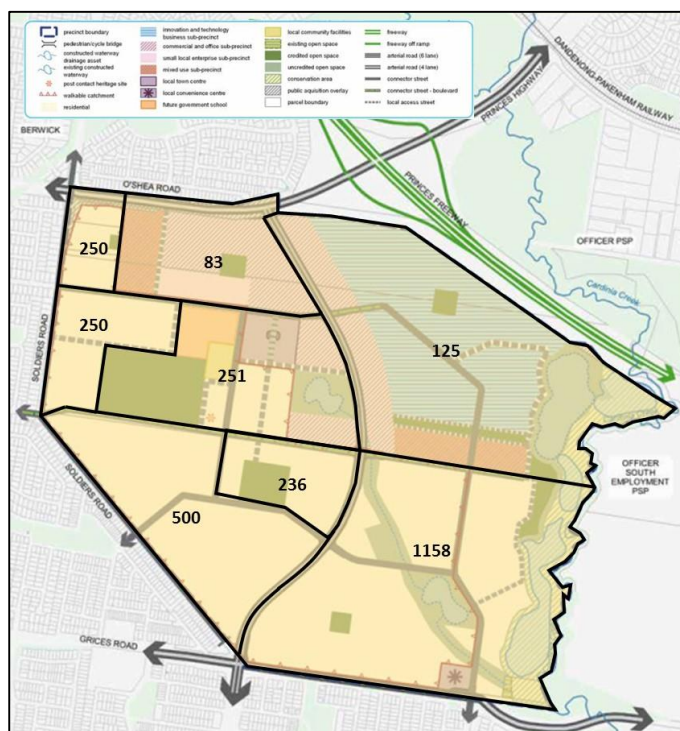 precinct boundary
pedestrian/cycle bridge
constructed waterway
drainage asset
existing constructed
waterway
post contact heritage site
walkable catchment
residential
innovation and technology
business sub-precinct
commercial and office sub-precinct
small local enterprise sub-precinct
mixed use sub-precinct
local town centre
local convenience centre
future government school
local community facilities
existing open space
credited open space
uncredited open space
conservation area
public aquisition overlay
parcel boundary
freeway
freeway off ramp
arterial road (6 lane)
arterial road (4 lane)
connector street
connector street - boulevard
local access street
DANDENONG-PAKENHAM RAILWAY
PRINCES HIGHWAY
BERWICK
O'SHEA ROAD
PRINCES FREEWAY
OFFICER PSP
Cardinia Creek
250
83
SOLDIERS ROAD
250
125
251
OFFICER
SOUTH
EMPLOYMENT
PSP
SOLDIERS ROAD
236
500
1158
GRICES ROAD